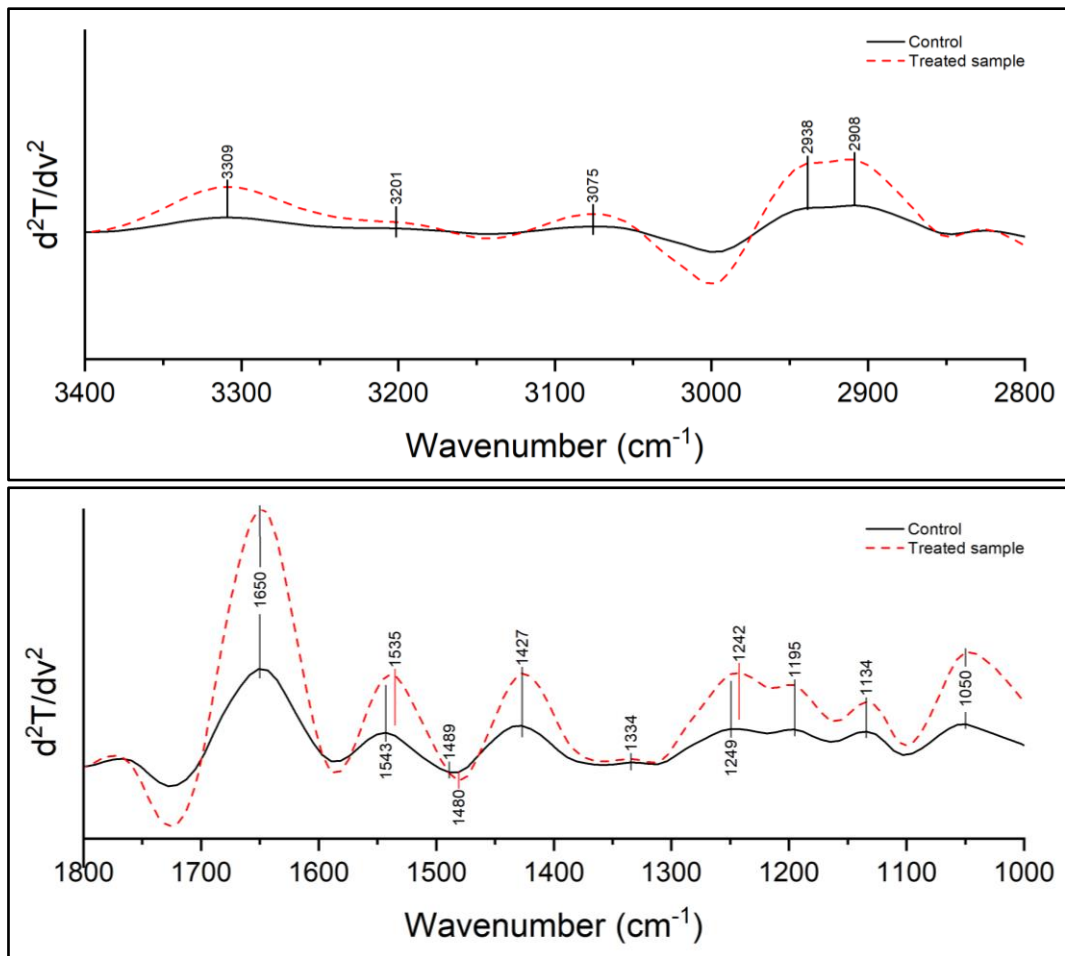 Control
Treated sample
3309
3201
3075
2938
2908
d²T/dv²
3400 3300 3200 3100 3000 2900 2800
Wavenumber (cm⁻¹)
Control
Treated sample
1650
1543
1535
1489
1480
1427
1334
1249
1242
1195
1134
1050
d²T/dv²
1800 1700 1600 1500 1400 1300 1200 1100 1000
Wavenumber (cm⁻¹)